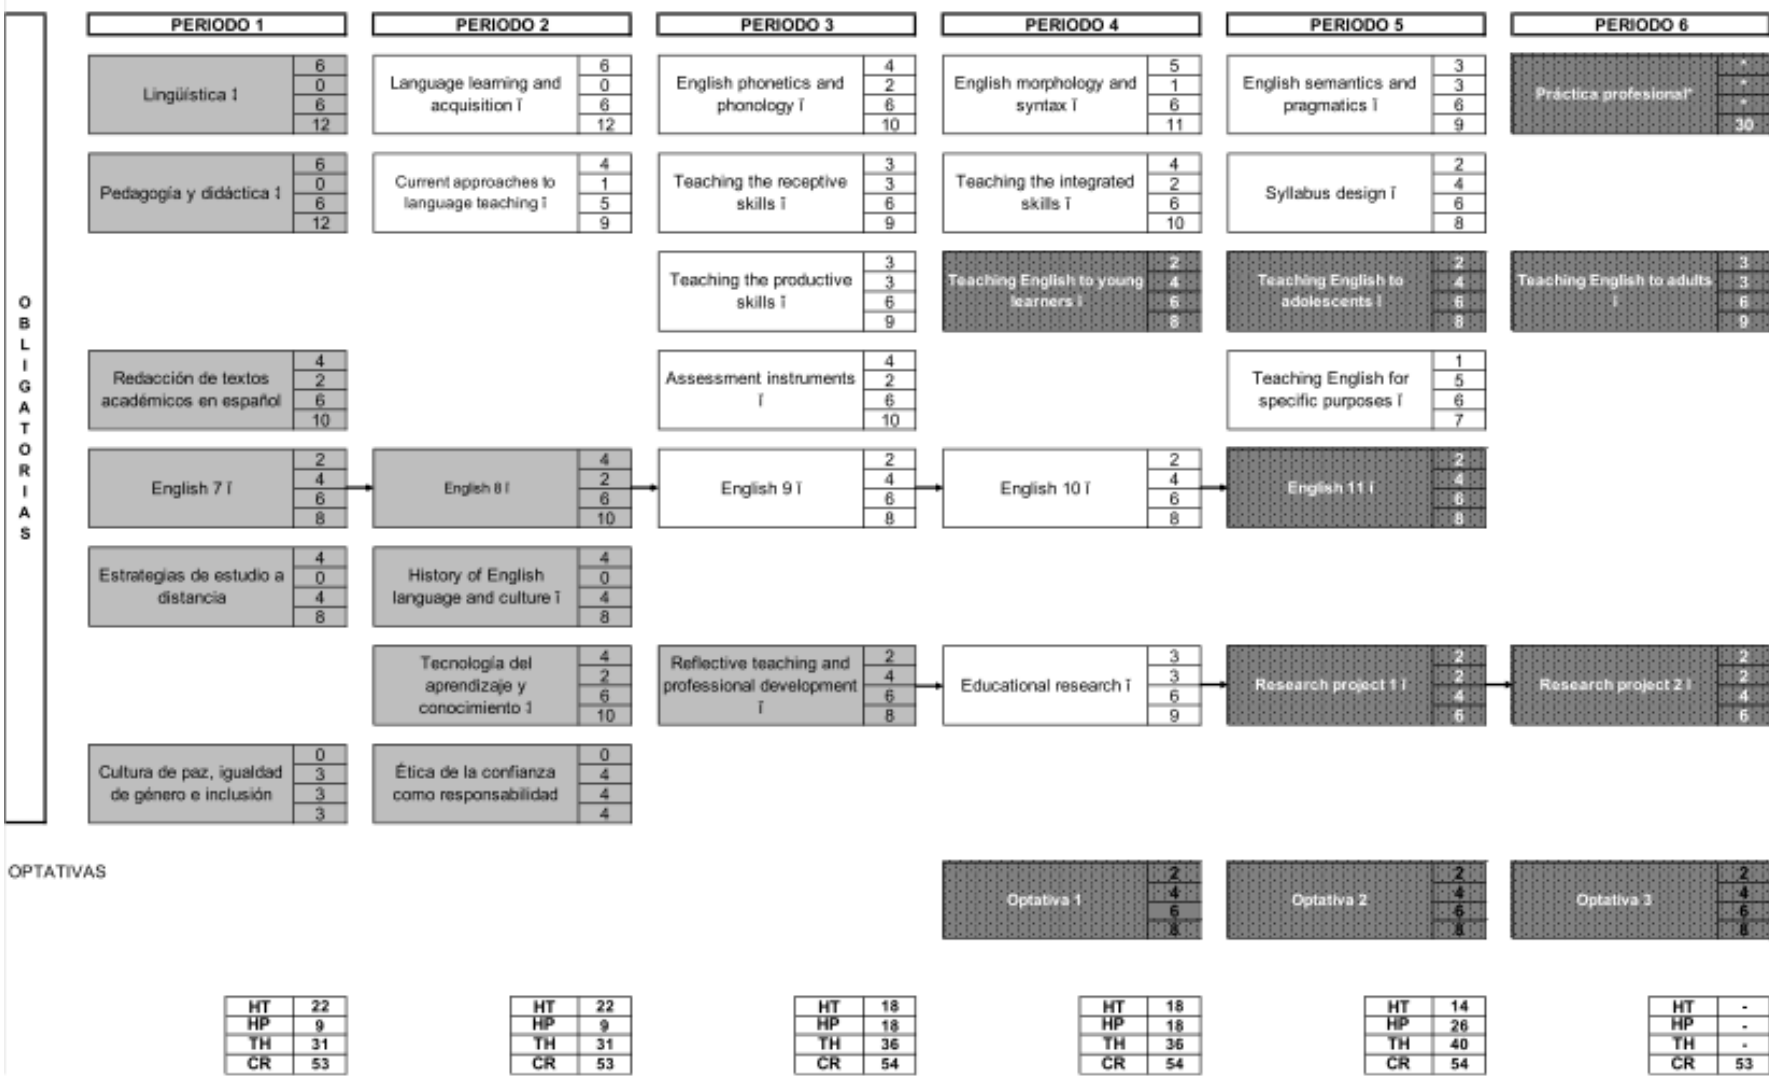 PERIODO 1 PERIODO 2 PERIODO 3 PERIODO 4 PERIODO 5 PERIODO 6
OBLIGATORIAS
Lingüística ‡ 6 0 6 12
Language learning and
acquisition ĭ 6 0 6 12
English phonetics and
phonology ĭ 4 2 6 10
English morphology and
syntax ĭ 5 1 6 11
English semantics and
pragmatics ĭ 3 3 6 9
Práctica profesional* * * * 30
Pedagogía y didáctica ‡ 6 0 6 12
Current approaches to
language teaching ĭ 4 1 5 9
Teaching the receptive
skills ĭ 3 3 6 9
Teaching the integrated
skills ĭ 4 2 6 10
Syllabus design ĭ 2 4 6 8
Teaching the productive
skills ĭ 3 3 6 9
Teaching English to young
learners ĭ 2 4 6 8
Teaching English to
adolescents ĭ 2 4 6 8
Teaching English to adults
ĭ 3 3 6 9
Redacción de textos
académicos en español 4 2 6 10
Assessment instruments
ĭ 4 2 6 10
Teaching English for
specific purposes ĭ 1 5 6 7
English 7 ĭ 2 4 6 8
English 8 ĭ 4 2 6 10
English 9 ĭ 2 4 6 8
English 10 ĭ 2 4 6 8
English 11 ĭ 2 4 6 8
Estrategias de estudio a
distancia 4 0 4 8
History of English
language and culture ĭ 4 0 4 8
Tecnología del
aprendizaje y
conocimiento ‡ 4 2 6 10
Reflective teaching and
professional development
ĭ 2 4 6 8
Educational research ĭ 3 3 6 9
Research project 1 ĭ 2 2 4 6
Research project 2 ĭ 2 2 4 6
Cultura de paz, igualdad
de género e inclusión 0 3 3 3
Ética de la confianza
como responsabilidad 0 4 4 4
OPTATIVAS
Optativa 1 2 4 6 8
Optativa 2 2 4 6 8
Optativa 3 2 4 6 8
HT 22 HT 22 HT 18 HT 18 HT 14 HT -
HP 9 HP 9 HP 18 HP 18 HP 26 HP -
TH 31 TH 31 TH 36 TH 36 TH 40 TH -
CR 53 CR 53 CR 54 CR 54 CR 54 CR 53